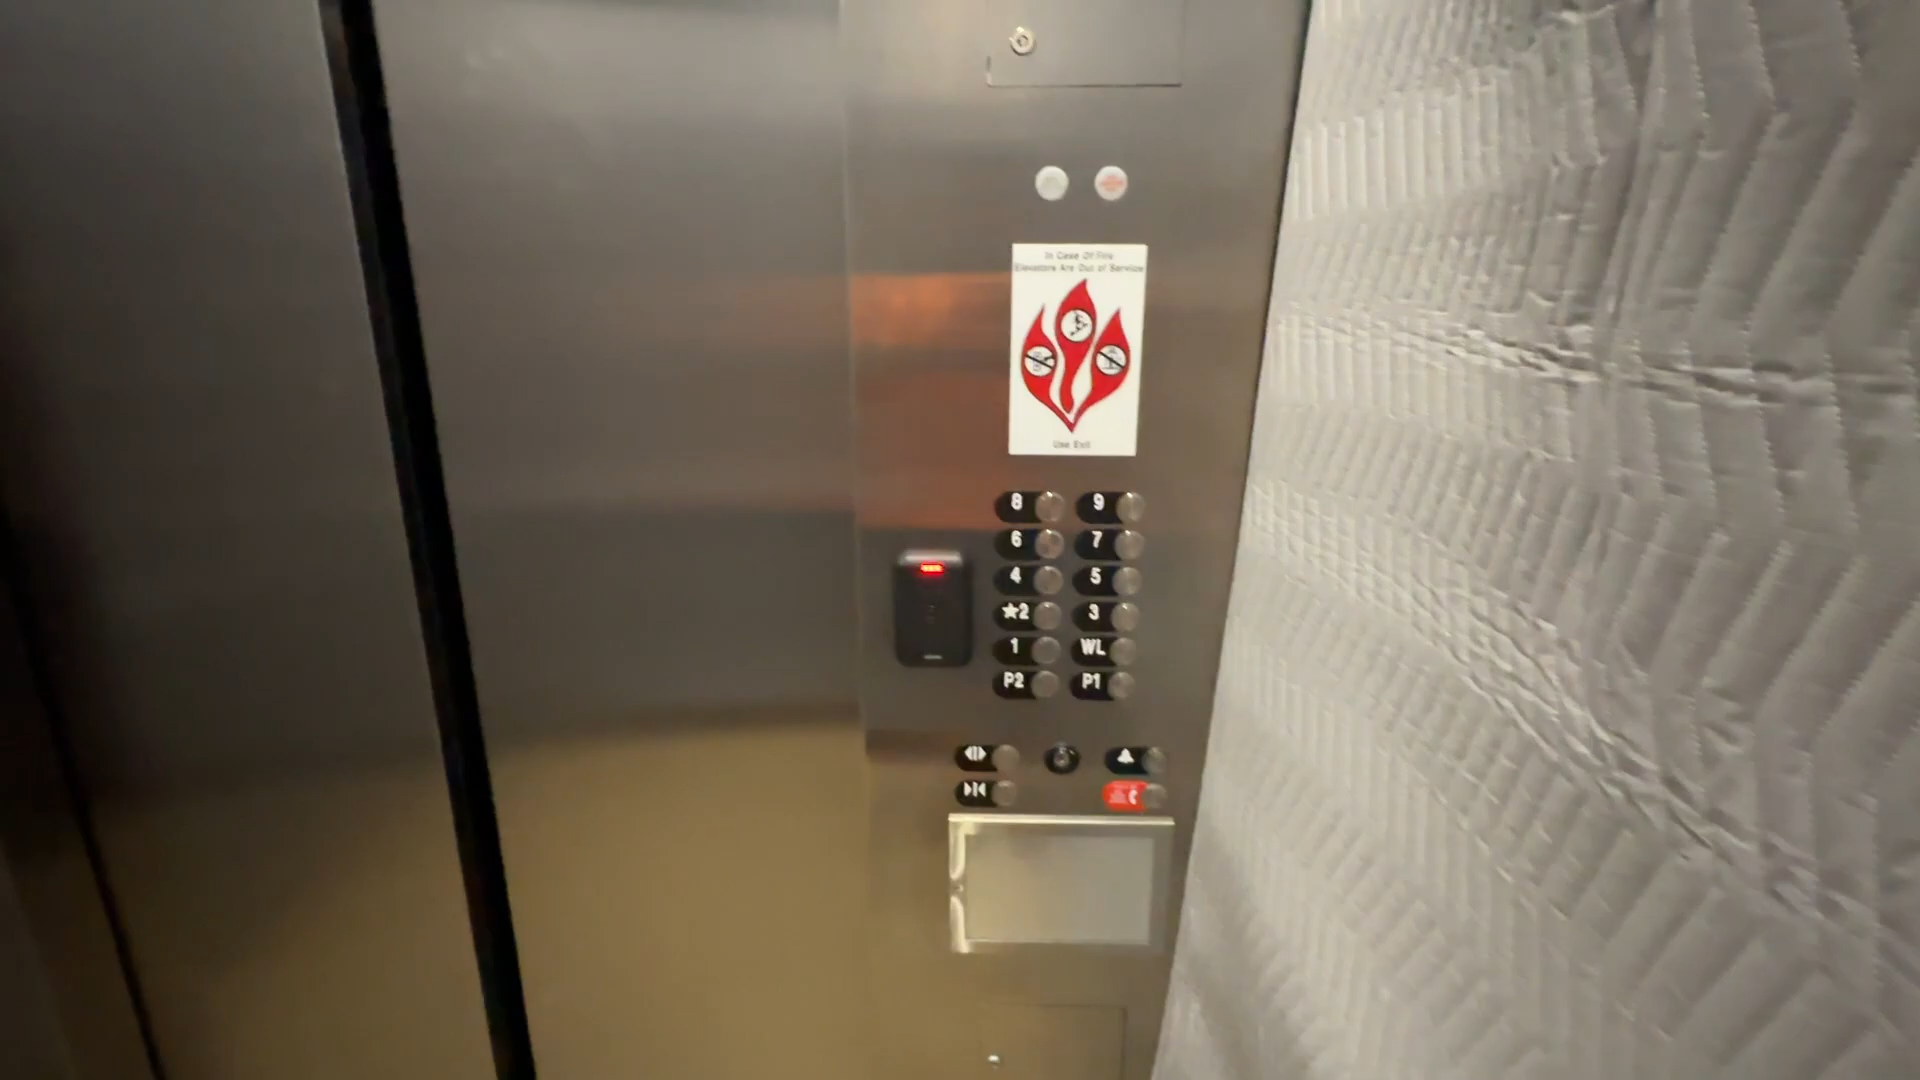 In Case Of Fire
Elevators Are Out of Service
Use Exit
8 9
6 7
4 5
★2 3
1 WL
P2 P1